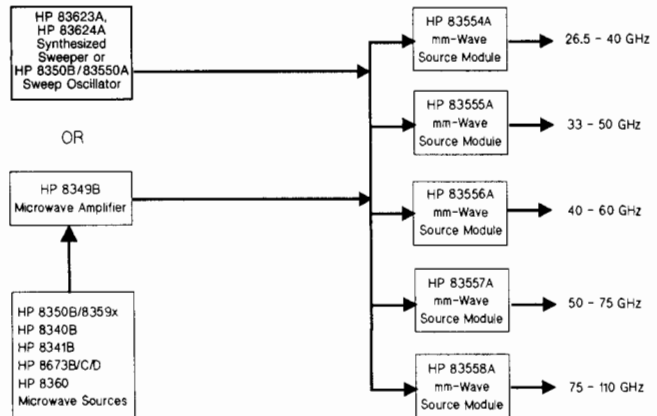 HP 83623A,
HP 83624A
Synthesized
Sweeper or
HP 8350B/83550A
Sweep Oscillator
OR
HP 8349B
Microwave Amplifier
HP 8350B/8359x
HP 8340B
HP 8341B
HP 8673B/C/D
HP 8360
Microwave Sources
HP 83554A
mm-Wave
Source Module
26.5 - 40 GHz
HP 83555A
mm-Wave
Source Module
33 - 50 GHz
HP 83556A
mm-Wave
Source Module
40 - 60 GHz
HP 83557A
mm-Wave
Source Module
50 - 75 GHz
HP 83558A
mm-Wave
Source Module
75 - 110 GHz